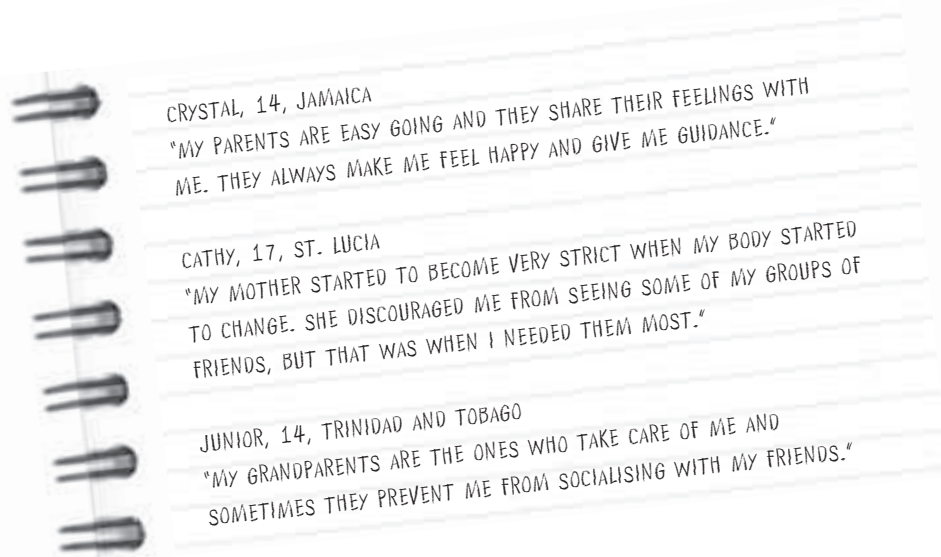 CRYSTAL, 14, JAMAICA
"MY PARENTS ARE EASY GOING AND THEY SHARE THEIR FEELINGS WITH
ME. THEY ALWAYS MAKE ME FEEL HAPPY AND GIVE ME GUIDANCE."
CATHY, 17, ST. LUCIA
"MY MOTHER STARTED TO BECOME VERY STRICT WHEN MY BODY STARTED
TO CHANGE. SHE DISCOURAGED ME FROM SEEING SOME OF MY GROUPS OF
FRIENDS, BUT THAT WAS WHEN I NEEDED THEM MOST."
JUNIOR, 14, TRINIDAD AND TOBAGO
"MY GRANDPARENTS ARE THE ONES WHO TAKE CARE OF ME AND
SOMETIMES THEY PREVENT ME FROM SOCIALISING WITH MY FRIENDS."